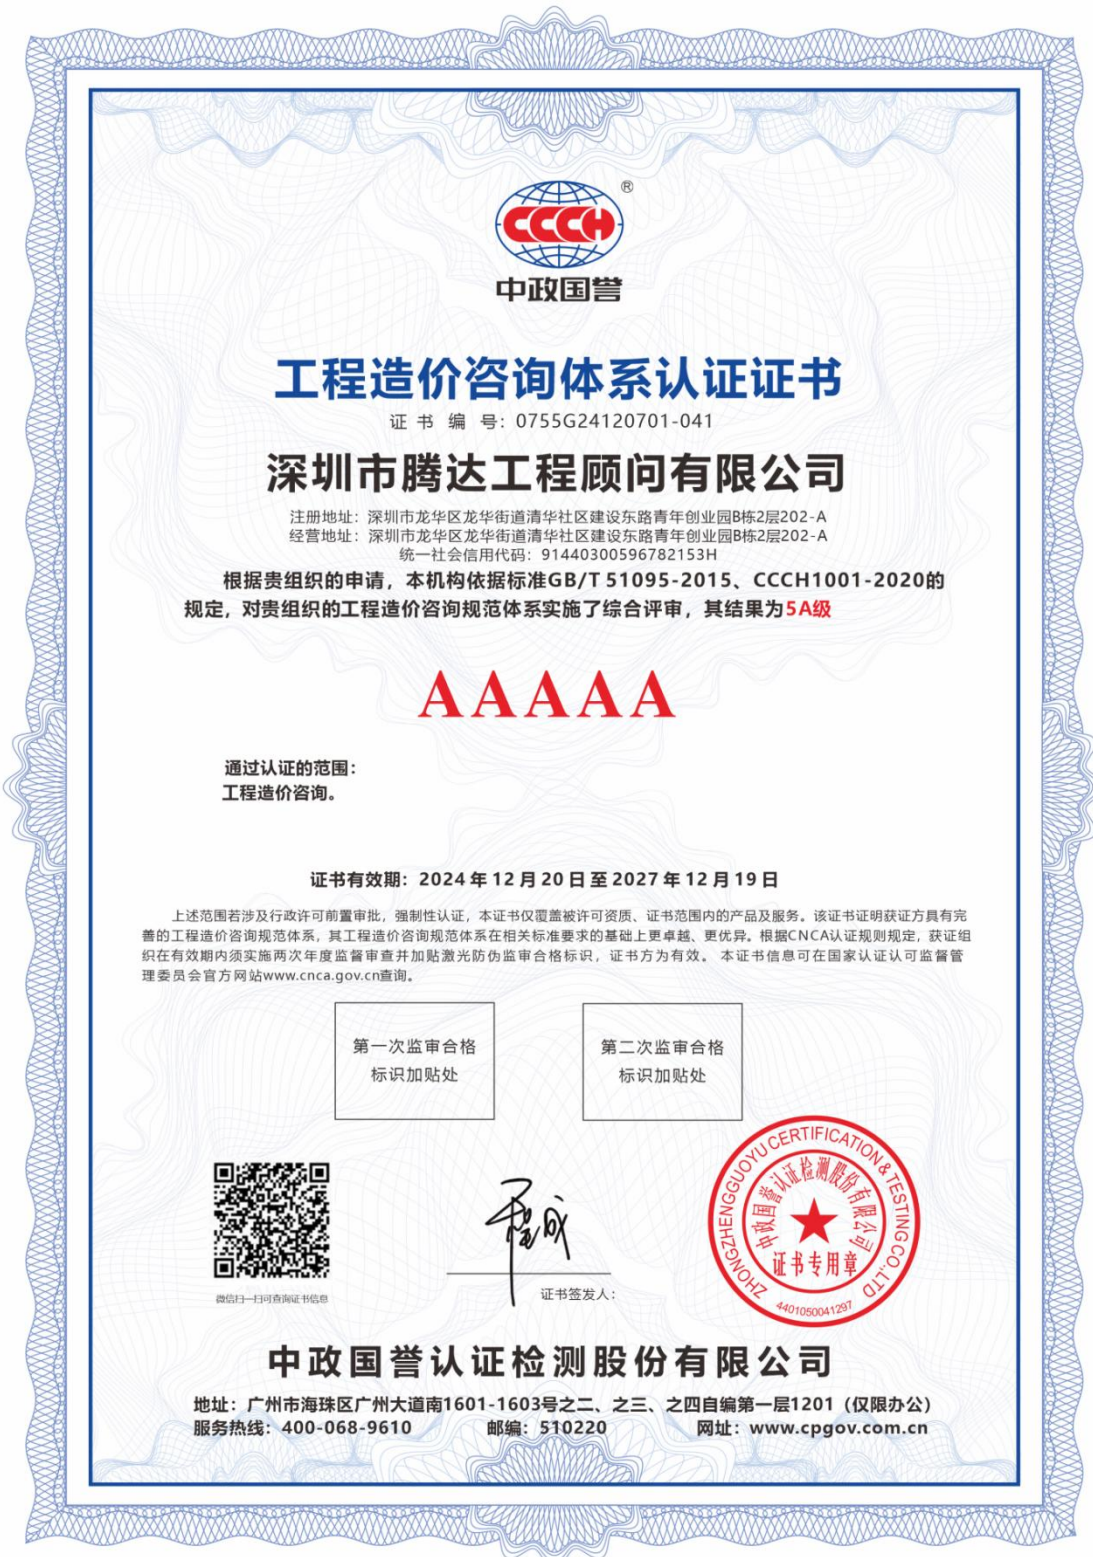 CCCH®
中政国誉
工程造价咨询体系认证证书
证书编号：0755G24120701-041
深圳市腾达工程顾问有限公司
注册地址：深圳市龙华区龙华街道清华社区建设东路青年创业园B栋2层202-A
经营地址：深圳市龙华区龙华街道清华社区建设东路青年创业园B栋2层202-A
统一社会信用代码：91440300596782153H
根据贵组织的申请，本机构依据标准GB/T 51095-2015、CCCH1001-2020的
规定，对贵组织的工程造价咨询规范体系实施了综合评审，其结果为5A级
AAAAA
通过认证的范围：
工程造价咨询。
证书有效期：2024年12月20日至2027年12月19日
上述范围若涉及行政许可前置审批，强制性认证，本证书仅覆盖被许可资质、证书范围内的产品及服务。该证书证明获证方具有完
善的工程造价咨询规范体系，其工程造价咨询规范体系在相关标准要求的基础上更卓越、更优异。根据CNCA认证规则规定，获证组
织在有效期内须实施两次年度监督审查并加贴激光防伪监审合格标识，证书方为有效。 本证书信息可在国家认证认可监督管
理委员会官方网站www.cnca.gov.cn查询。
第一次监审合格
标识加贴处
第二次监审合格
标识加贴处
微信扫一扫可查询证书信息
证书签发人：
ZHONGZHENGGUOYU CERTIFICATION & TESTING CO.,LTD
中政国誉认证检测股份有限公司
证书专用章
4401050041297
中政国誉认证检测股份有限公司
地址：广州市海珠区广州大道南1601-1603号之二、之三、之四自编第一层1201（仅限办公）
服务热线：400-068-9610 邮编：510220 网址：www.cpgov.com.cn